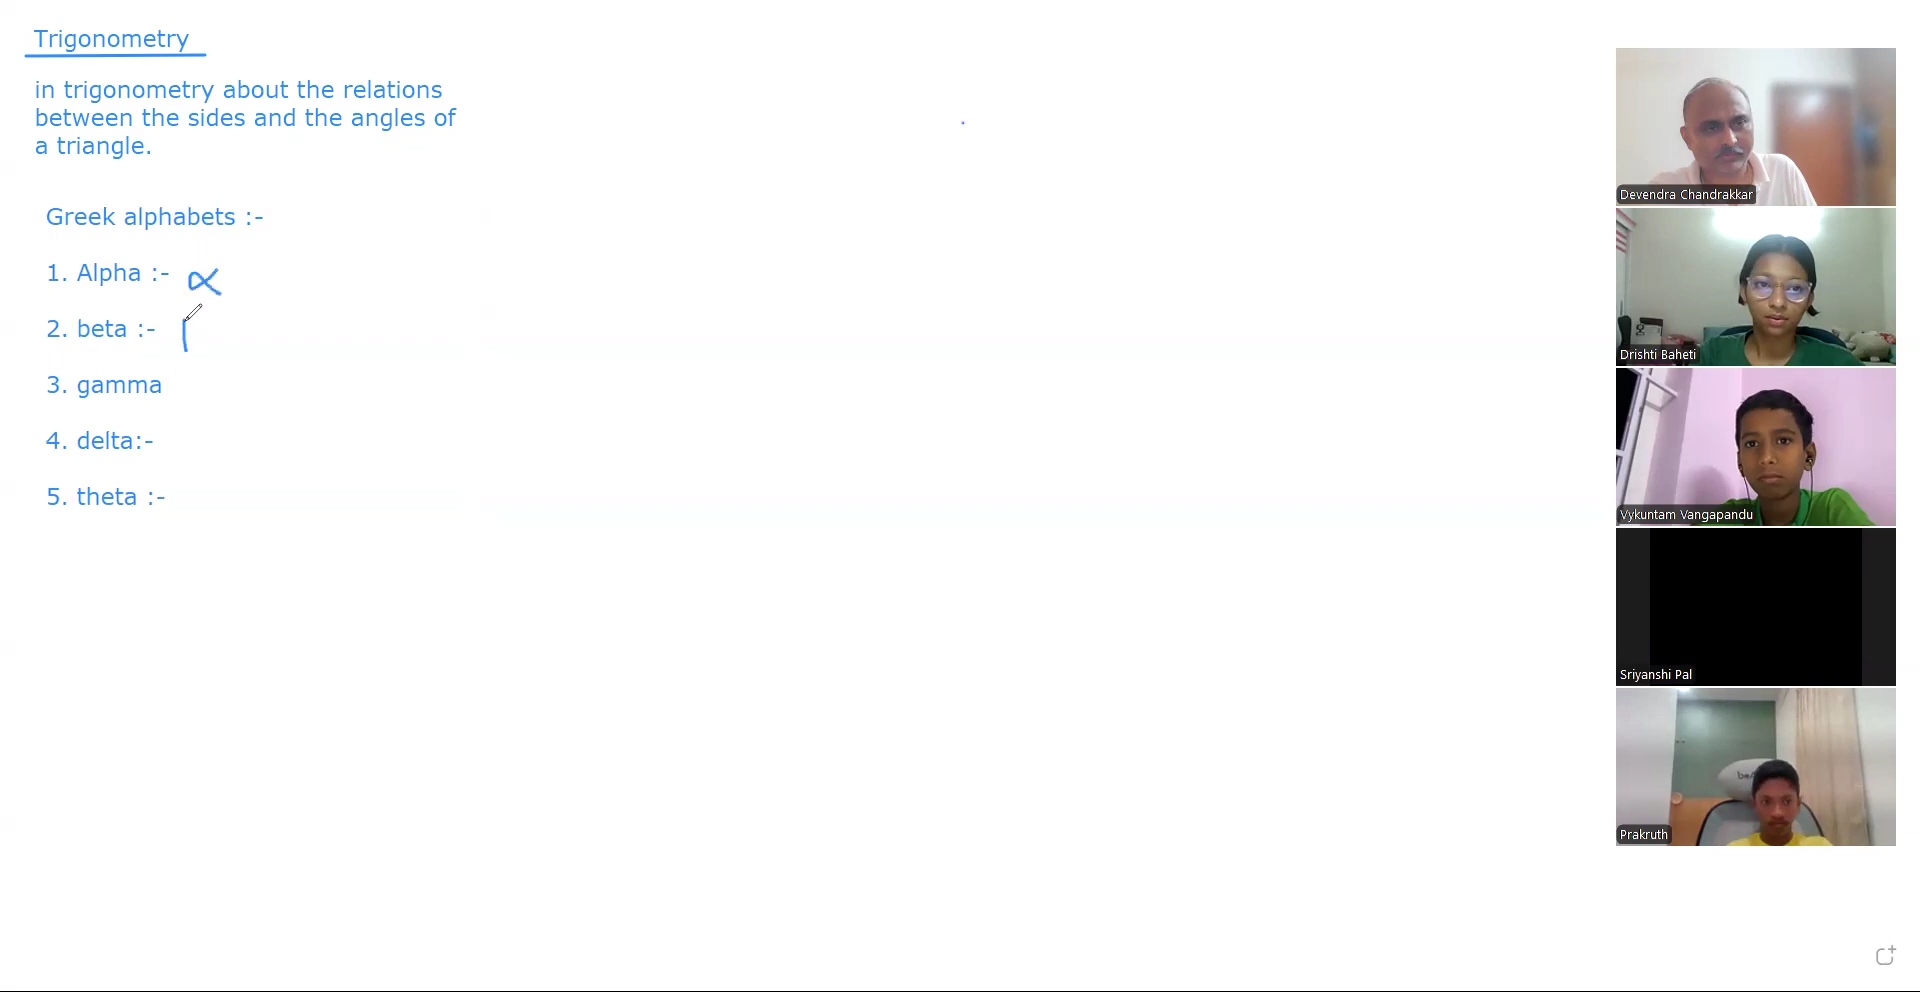 Trigonometry
in trigonometry about the relations
between the sides and the angles of
a triangle.
Greek alphabets :-
1. Alpha :- ∝
2. beta :-
3. gamma
4. delta:-
5. theta :-
Devendra Chandrakkar
Drishti Baheti
Vykuntam Vangapandu
Sriyanshi Pal
Prakruth